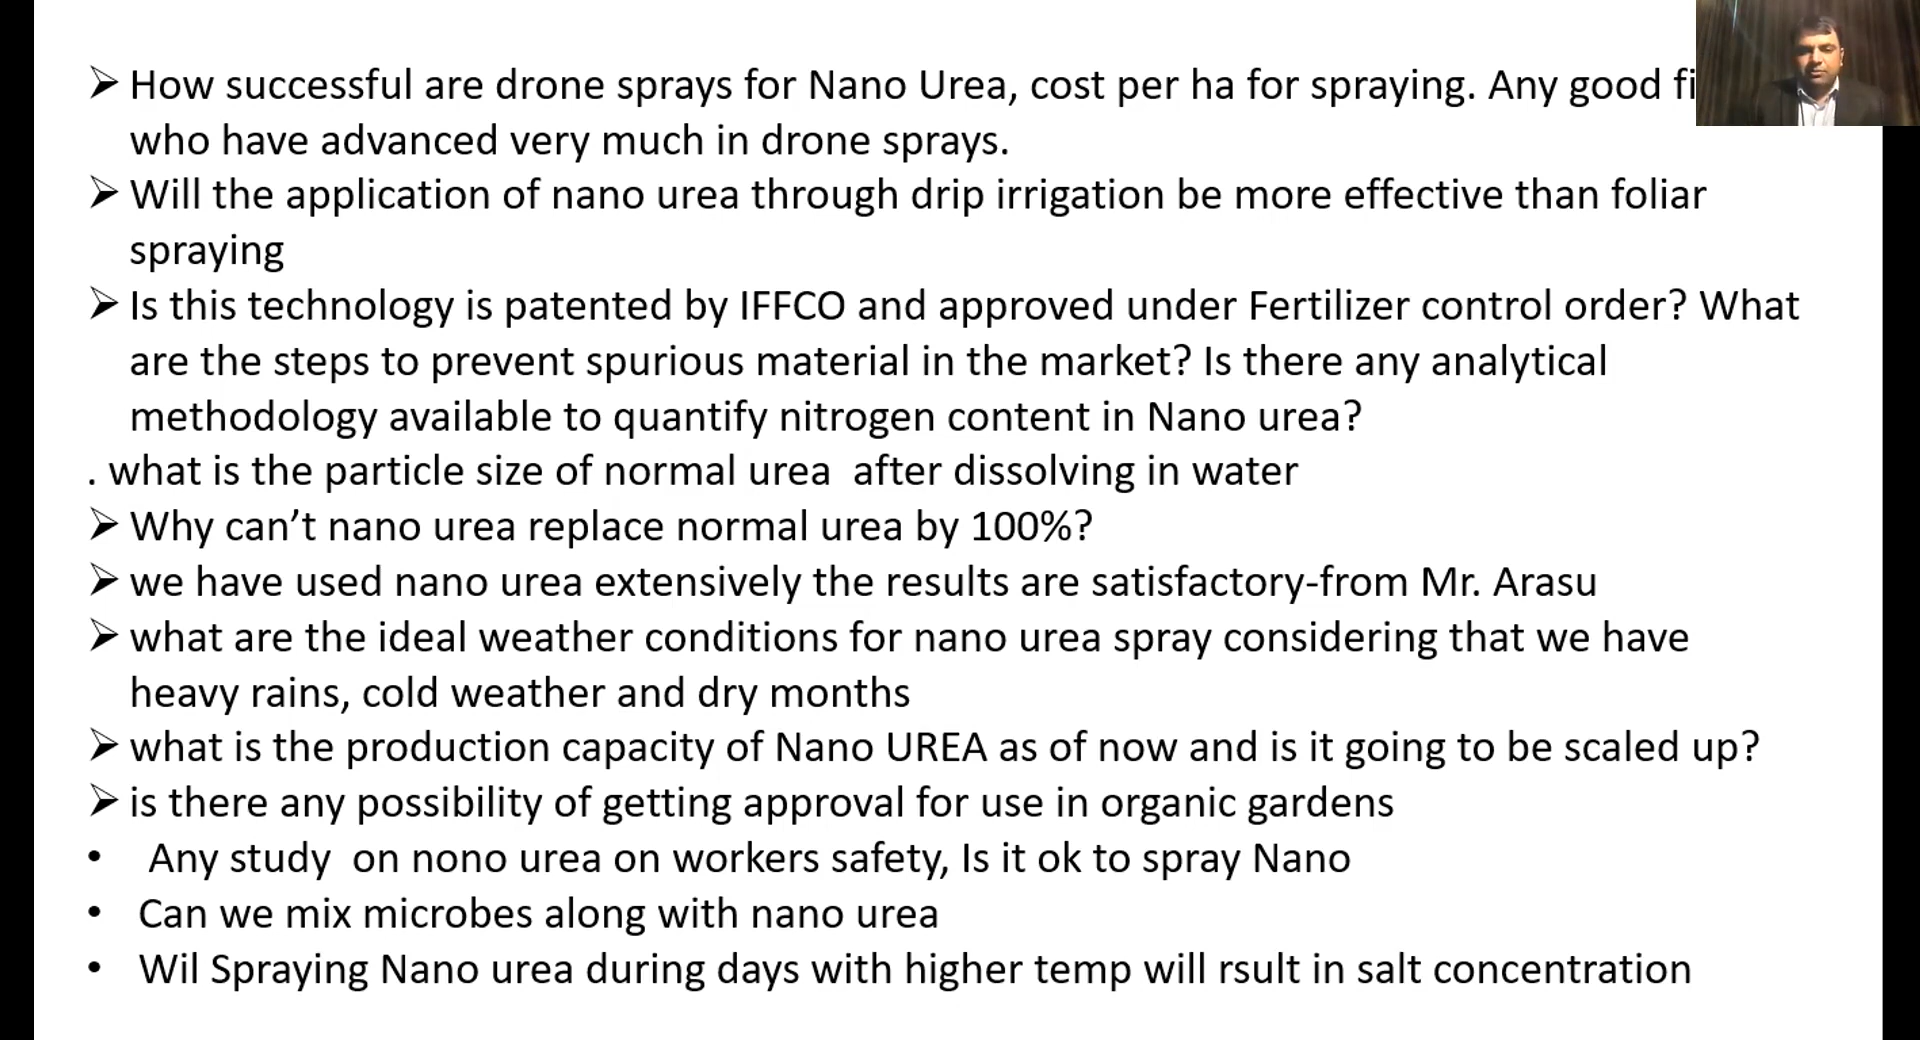 ➢ How successful are drone sprays for Nano Urea, cost per ha for spraying. Any good
who have advanced very much in drone sprays.
➢ Will the application of nano urea through drip irrigation be more effective than foliar
spraying
➢ Is this technology is patented by IFFCO and approved under Fertilizer control order? What
are the steps to prevent spurious material in the market? Is there any analytical
methodology available to quantify nitrogen content in Nano urea?
. what is the particle size of normal urea  after dissolving in water
➢ Why can’t nano urea replace normal urea by 100%?
➢ we have used nano urea extensively the results are satisfactory-from Mr. Arasu
➢ what are the ideal weather conditions for nano urea spray considering that we have
heavy rains, cold weather and dry months
➢ what is the production capacity of Nano UREA as of now and is it going to be scaled up?
➢ is there any possibility of getting approval for use in organic gardens
• Any study  on nono urea on workers safety, Is it ok to spray Nano
• Can we mix microbes along with nano urea
• Wil Spraying Nano urea during days with higher temp will rsult in salt concentration